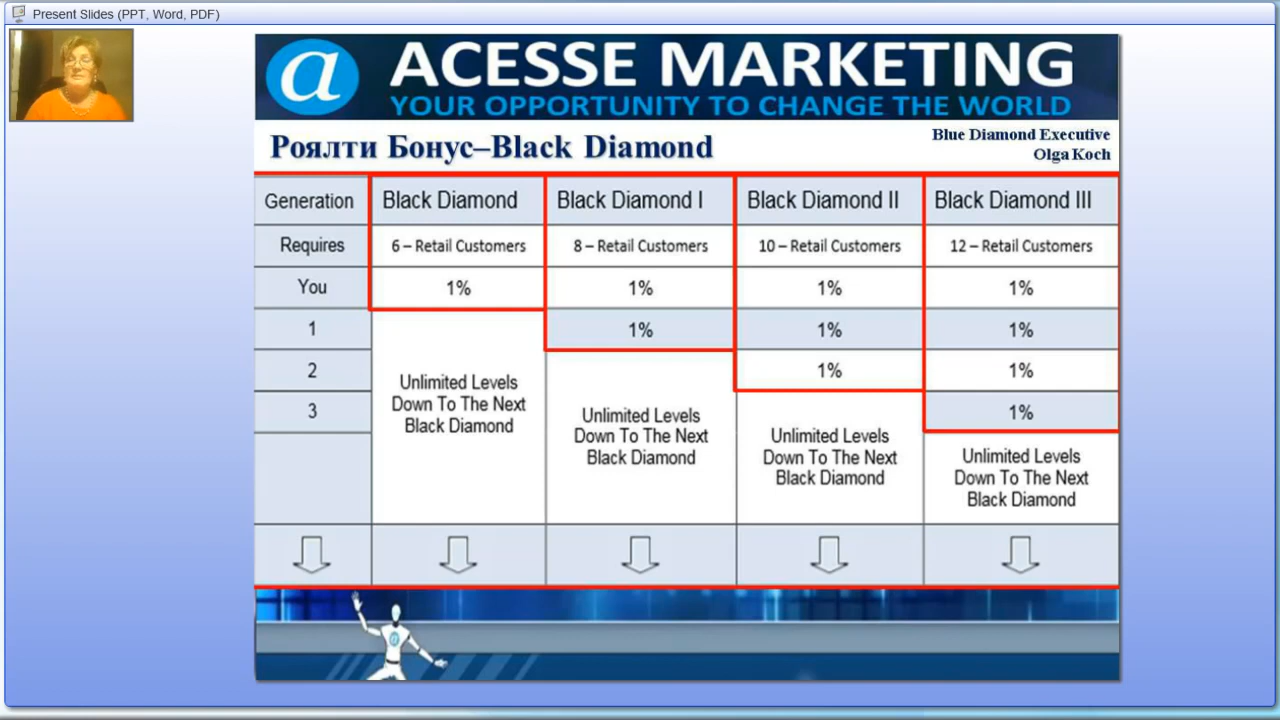 Present Slides (PPT, Word, PDF)
a ACESSE MARKETING
YOUR OPPORTUNITY TO CHANGE THE WORLD
Роялти Бонус–Black Diamond
Blue Diamond Executive
Olga Koch
Generation Black Diamond Black Diamond I Black Diamond II Black Diamond III
Requires 6 – Retail Customers 8 – Retail Customers 10 – Retail Customers 12 – Retail Customers
You 1% 1% 1% 1%
1 1% 1% 1%
2 1% 1%
3 1%
Unlimited Levels
Down To The Next
Black Diamond
Unlimited Levels
Down To The Next
Black Diamond
Unlimited Levels
Down To The Next
Black Diamond
Unlimited Levels
Down To The Next
Black Diamond
a